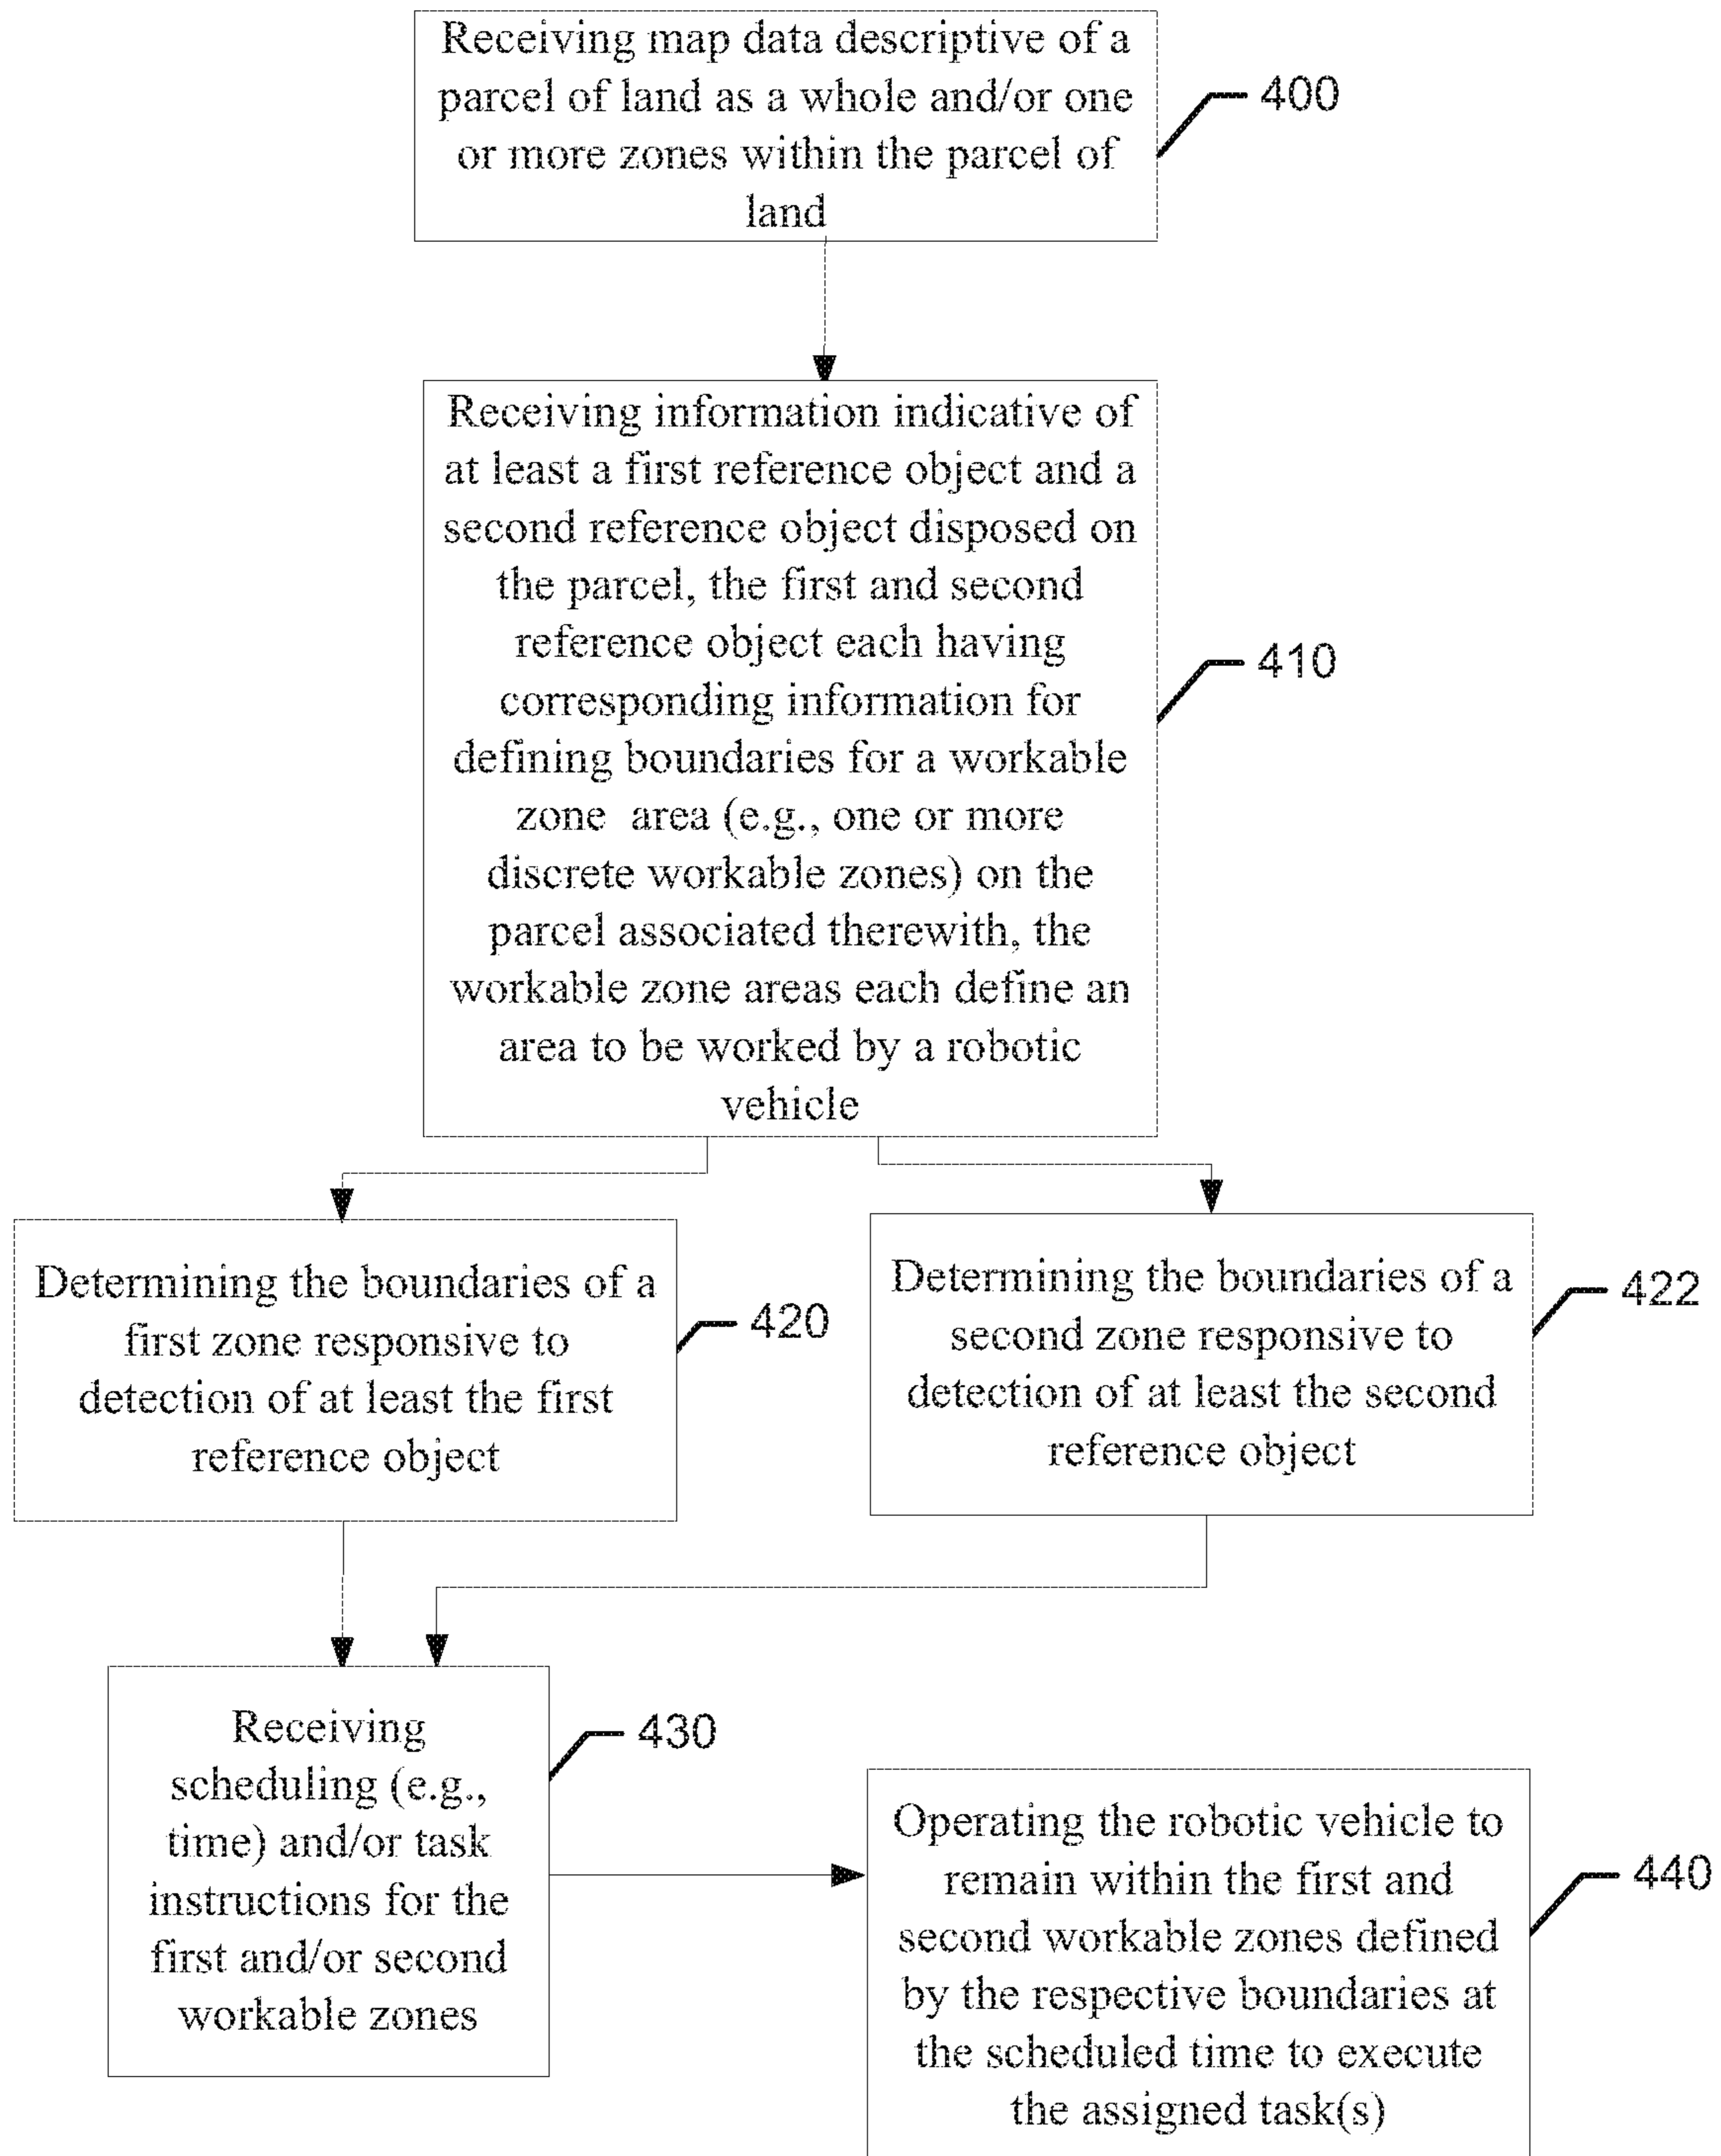 Receiving map data descriptive of a
parcel of land as a whole and/or one
or more zones within the parcel of
land
400
Receiving information indicative of
at least a first reference object and a
second reference object disposed on
the parcel, the first and second
reference object each having
corresponding information for
defining boundaries for a workable
zone area (e.g., one or more
discrete workable zones) on the
parcel associated therewith, the
workable zone areas each define an
area to be worked by a robotic
vehicle
410
Determining the boundaries of a
first zone responsive to
detection of at least the first
reference object
420
Determining the boundaries of a
second zone responsive to
detection of at least the second
reference object
422
Receiving
scheduling (e.g.,
time) and/or task
instructions for the
first and/or second
workable zones
430
Operating the robotic vehicle to
remain within the first and
second workable zones defined
by the respective boundaries at
the scheduled time to execute
the assigned task(s)
440